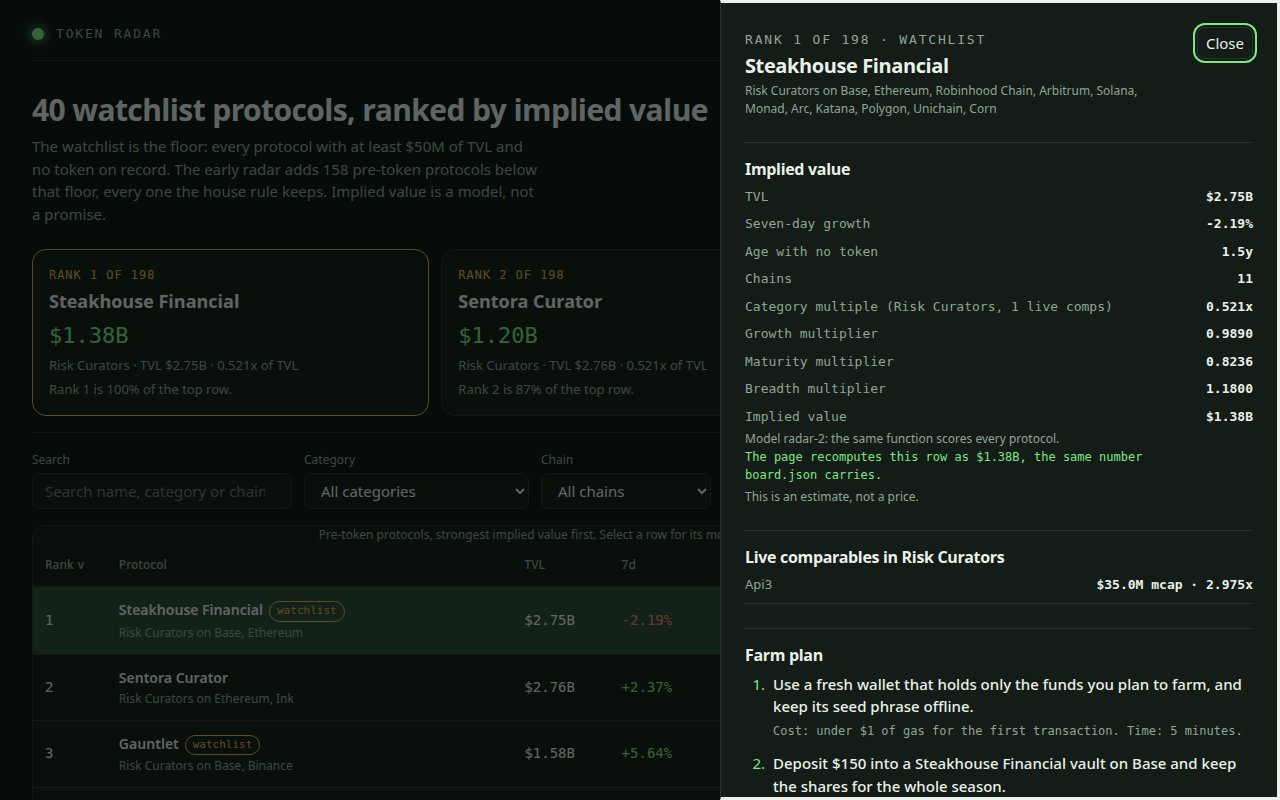 TOKEN RADAR
40 watchlist protocols, ranked by implied value
The watchlist is the floor: every protocol with at least $50M of TVL and
no token on record. The early radar adds 158 pre-token protocols below
that floor, every one the house rule keeps. Implied value is a model, not
a promise.
RANK 1 OF 198
Steakhouse Financial
$1.38B
Risk Curators · TVL $2.75B · 0.521x of TVL
Rank 1 is 100% of the top row.
RANK 2 OF 198
Sentora Curator
$1.20B
Risk Curators · TVL $2.76B · 0.521x of TVL
Rank 2 is 87% of the top row.
Search
Category
Chain
Search name, category or chain
All categories
All chains
Pre-token protocols, strongest implied value first. Select a row for its mo
Rank v
Protocol
TVL
7d
1
Steakhouse Financial watchlist
Risk Curators on Base, Ethereum
$2.75B
-2.19%
2
Sentora Curator
Risk Curators on Ethereum, Ink
$2.76B
+2.37%
3
Gauntlet watchlist
Risk Curators on Base, Binance
$1.58B
+5.64%
RANK 1 OF 198 · WATCHLIST
Close
Steakhouse Financial
Risk Curators on Base, Ethereum, Robinhood Chain, Arbitrum, Solana,
Monad, Arc, Katana, Polygon, Unichain, Corn
Implied value
TVL $2.75B
Seven-day growth -2.19%
Age with no token 1.5y
Chains 11
Category multiple (Risk Curators, 1 live comps) 0.521x
Growth multiplier 0.9890
Maturity multiplier 0.8236
Breadth multiplier 1.1800
Implied value $1.38B
Model radar-2: the same function scores every protocol.
The page recomputes this row as $1.38B, the same number
board.json carries.
This is an estimate, not a price.
Live comparables in Risk Curators
Api3 $35.0M mcap · 2.975x
Farm plan
1. Use a fresh wallet that holds only the funds you plan to farm, and
keep its seed phrase offline.
Cost: under $1 of gas for the first transaction. Time: 5 minutes.
2. Deposit $150 into a Steakhouse Financial vault on Base and keep
the shares for the whole season.